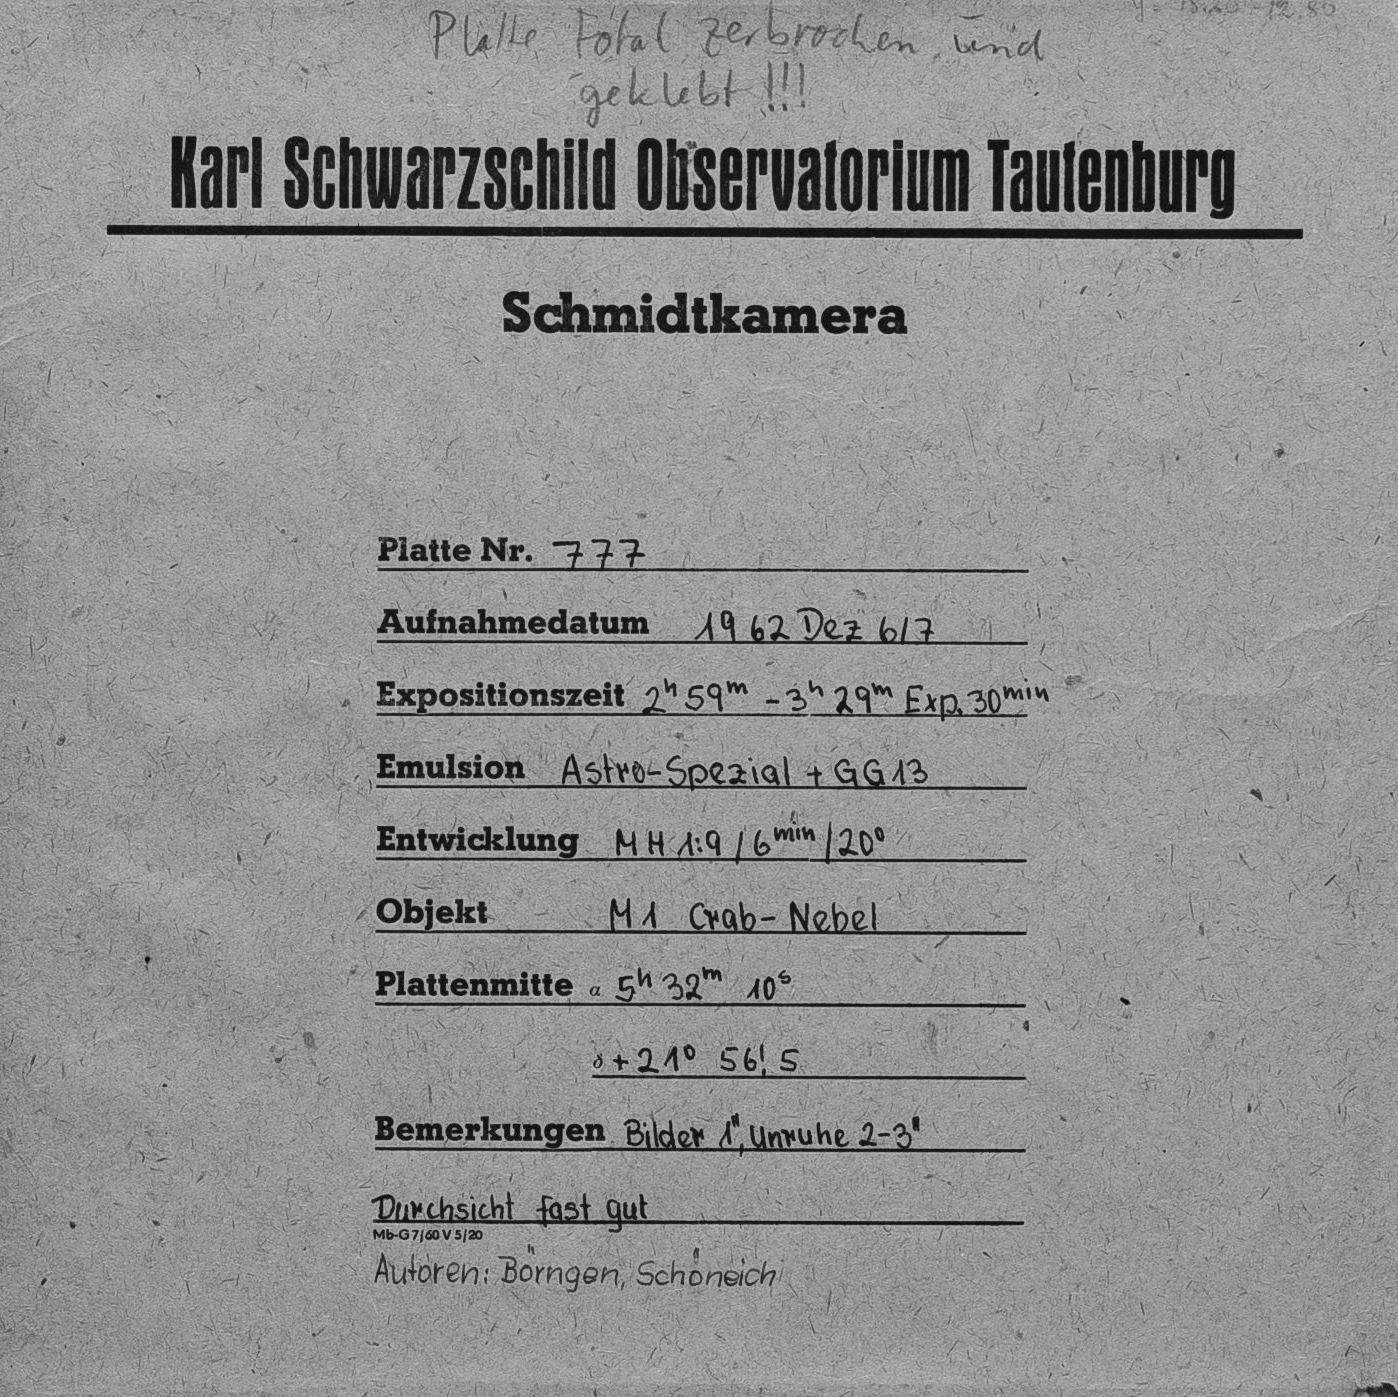 Platte total zerbrochen und
geklebt !!!
Karl Schwarzschild Observatorium Tautenburg
Schmidtkamera
Platte Nr. 777
Aufnahmedatum 1962 Dez 6/7
Expositionszeit 2ʰ 59ᵐ - 3ʰ 29ᵐ Exp. 30ᵐⁱⁿ
Emulsion Astro-Spezial + GG13
Entwicklung MH 1:9 / 6ᵐⁱⁿ / 20°
Objekt M1 Crab-Nebel
Plattenmitte α 5ʰ 32ᵐ 10ˢ
δ + 21° 56!5
Bemerkungen Bilder 1", Unruhe 2-3"
Durchsicht fast gut
Mb-G 7/60 V 5/20
Autoren: Börngen, Schöneich